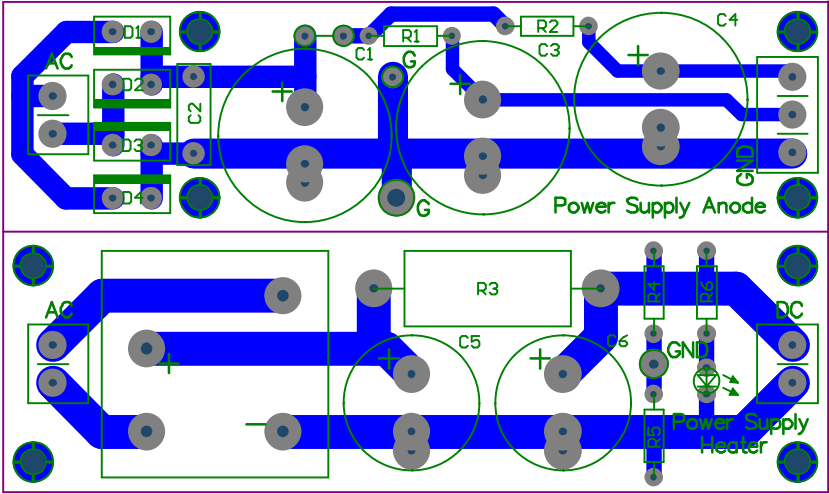 D1
R2
C4
R1
C1
C3
AC
G
D2
C2
D3
GND
D4
G
Power Supply Anode
R3
R4
R6
AC
DC
C5
C6
GND
R5
Power Supply
Heater